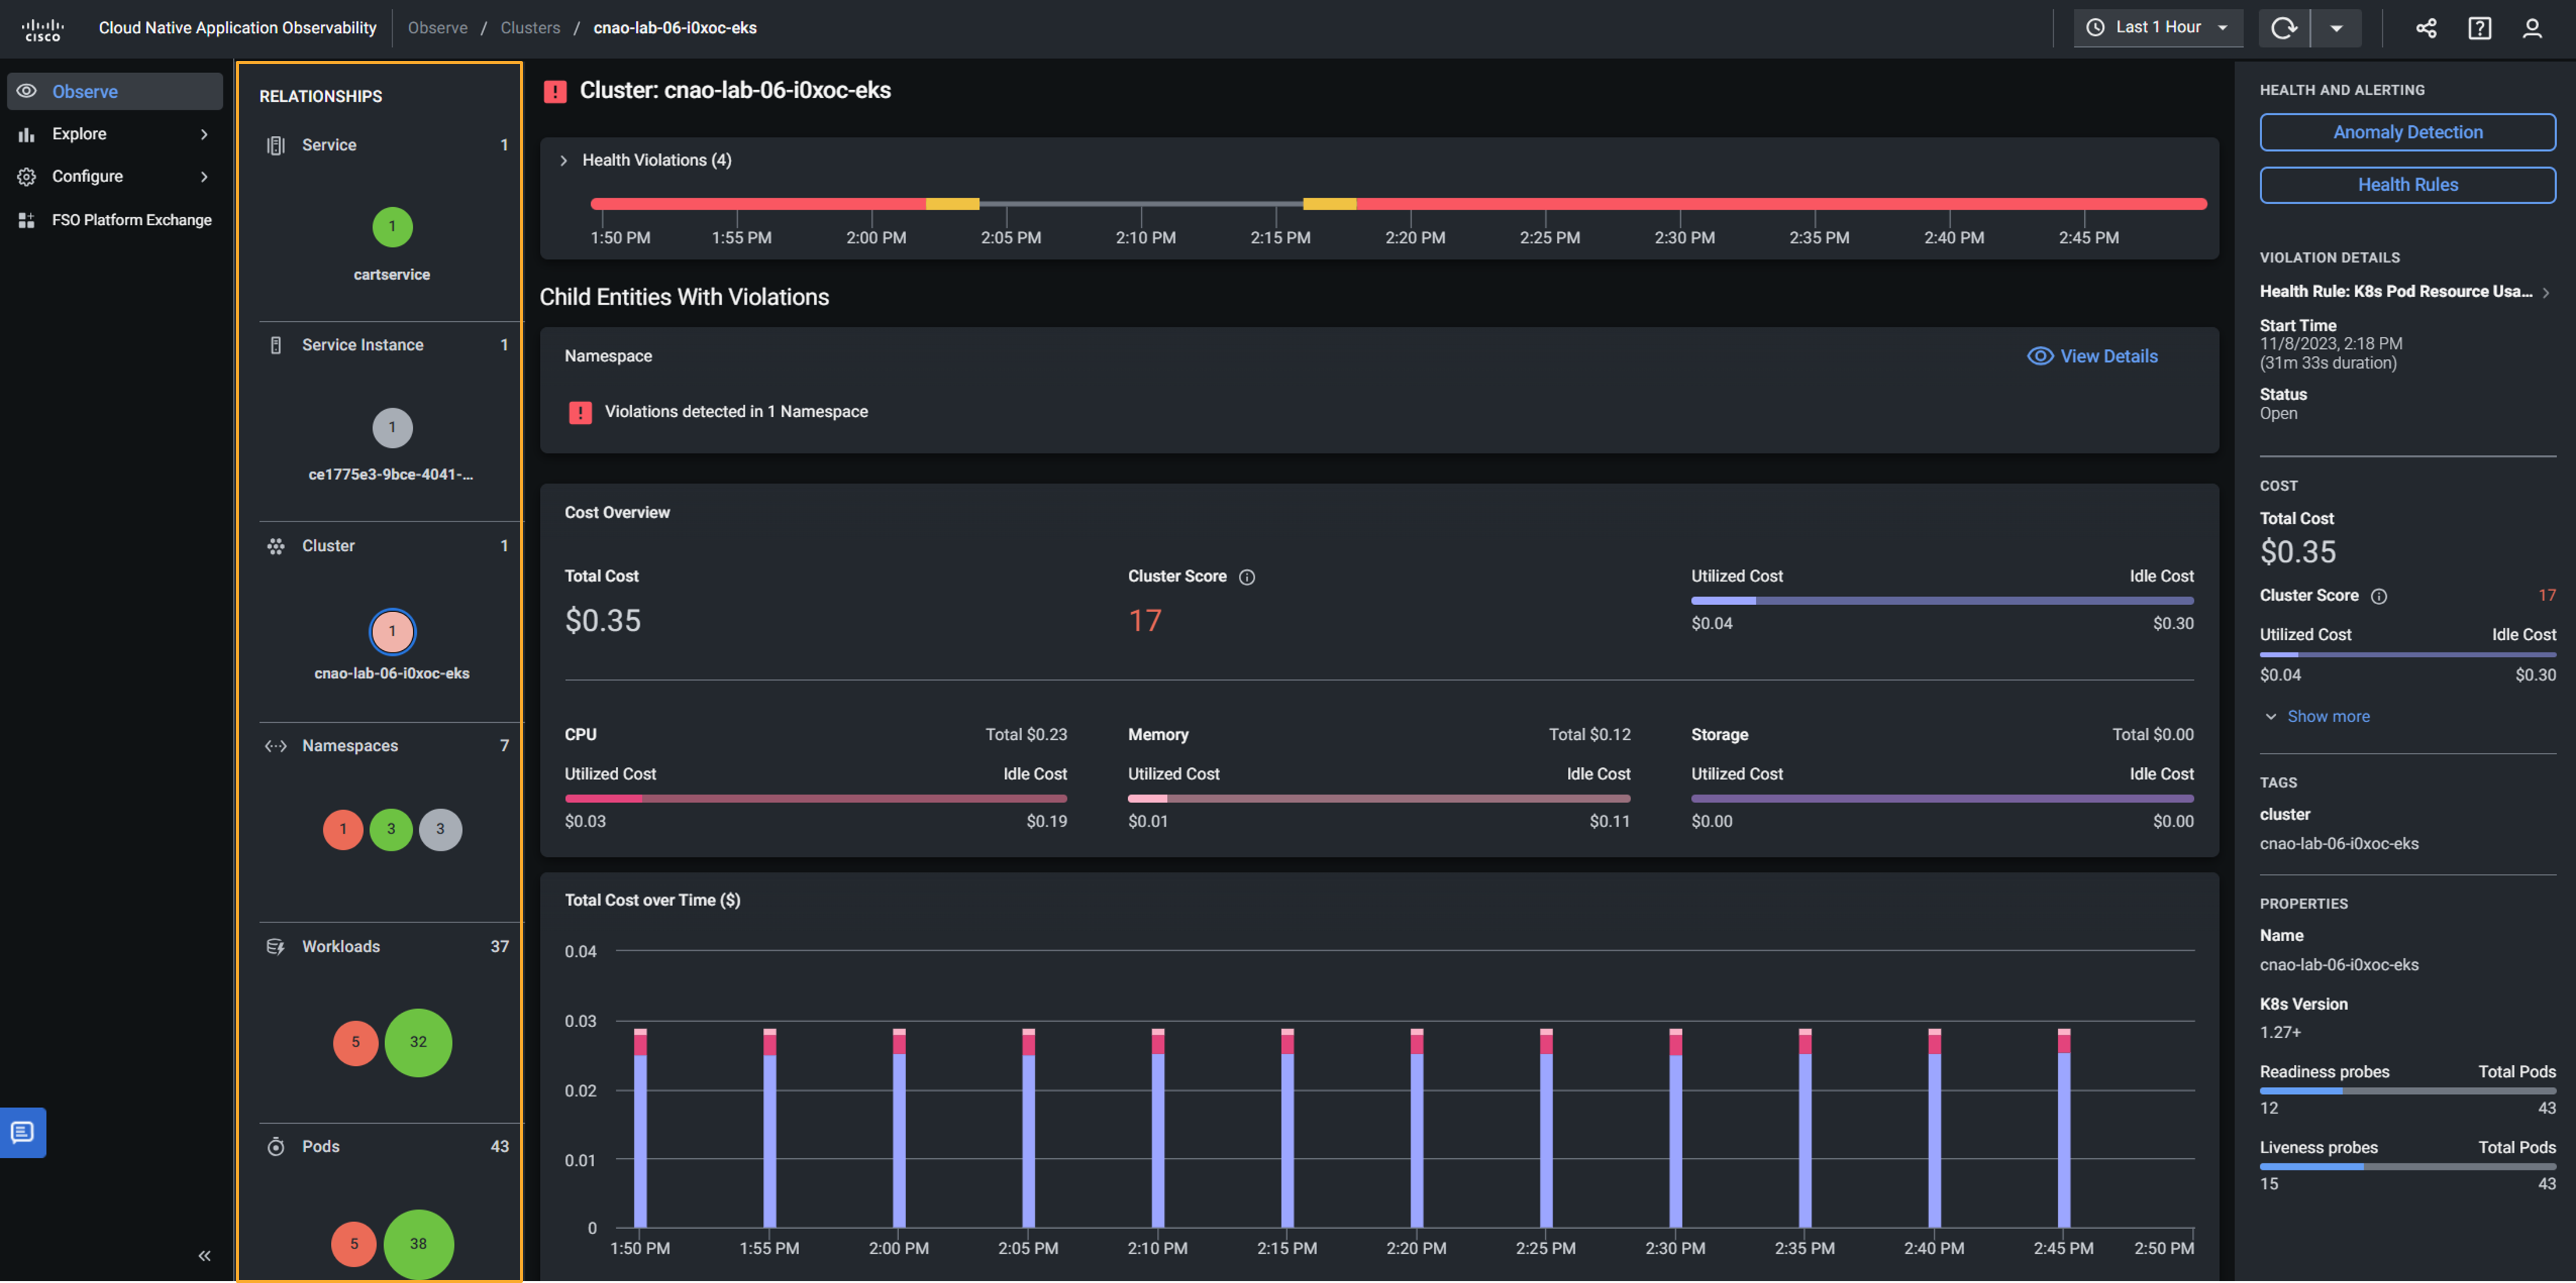 cisco
Cloud Native Application Observability
Observe / Clusters / cnao-lab-06-i0xoc-eks
Last 1 Hour
Observe
Explore
Configure
FSO Platform Exchange
RELATIONSHIPS
Service 1
1
cartservice
Service Instance 1
1
ce1775e3-9bce-4041-...
Cluster 1
1
cnao-lab-06-i0xoc-eks
Namespaces 7
1 3 3
Workloads 37
5 32
Pods 43
5 38
Cluster: cnao-lab-06-i0xoc-eks
Health Violations (4)
1:50 PM 1:55 PM 2:00 PM 2:05 PM 2:10 PM 2:15 PM 2:20 PM 2:25 PM 2:30 PM 2:35 PM 2:40 PM 2:45 PM
Child Entities With Violations
Namespace
View Details
Violations detected in 1 Namespace
Cost Overview
Total Cost
$0.35
Cluster Score
17
Utilized Cost Idle Cost
$0.04 $0.30
CPU Total $0.23
Utilized Cost Idle Cost
$0.03 $0.19
Memory Total $0.12
Utilized Cost Idle Cost
$0.01 $0.11
Storage Total $0.00
Utilized Cost Idle Cost
$0.00 $0.00
Total Cost over Time ($)
0.04
0.03
0.02
0.01
0
1:50 PM 1:55 PM 2:00 PM 2:05 PM 2:10 PM 2:15 PM 2:20 PM 2:25 PM 2:30 PM 2:35 PM 2:40 PM 2:45 PM 2:50 PM
HEALTH AND ALERTING
Anomaly Detection
Health Rules
VIOLATION DETAILS
Health Rule: K8s Pod Resource Usa...
Start Time
11/8/2023, 2:18 PM
(31m 33s duration)
Status
Open
COST
Total Cost
$0.35
Cluster Score 17
Utilized Cost Idle Cost
$0.04 $0.30
Show more
TAGS
cluster
cnao-lab-06-i0xoc-eks
PROPERTIES
Name
cnao-lab-06-i0xoc-eks
K8s Version
1.27+
Readiness probes Total Pods
12 43
Liveness probes Total Pods
15 43